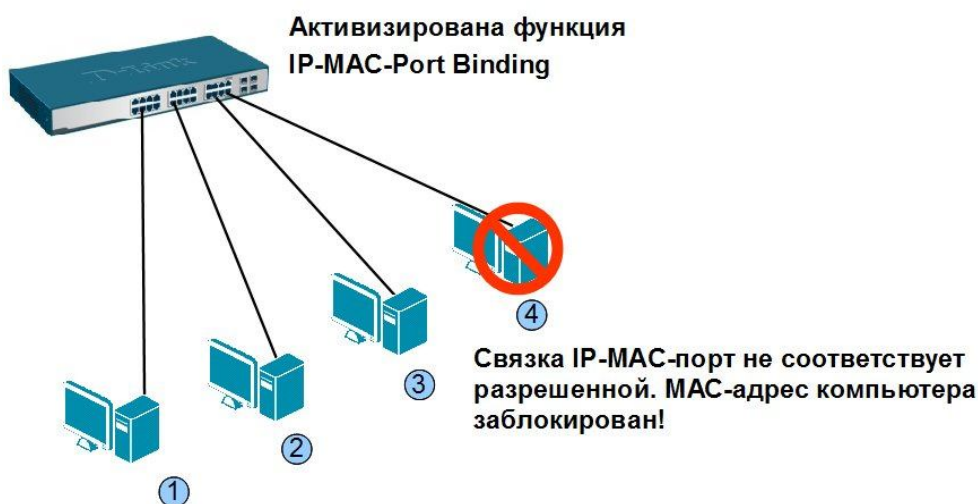 Активизирована функция
IP-MAC-Port Binding
D-Link
4
Связка IP-MAC-порт не соответствует
разрешенной. MAC-адрес компьютера
заблокирован!
3
2
1